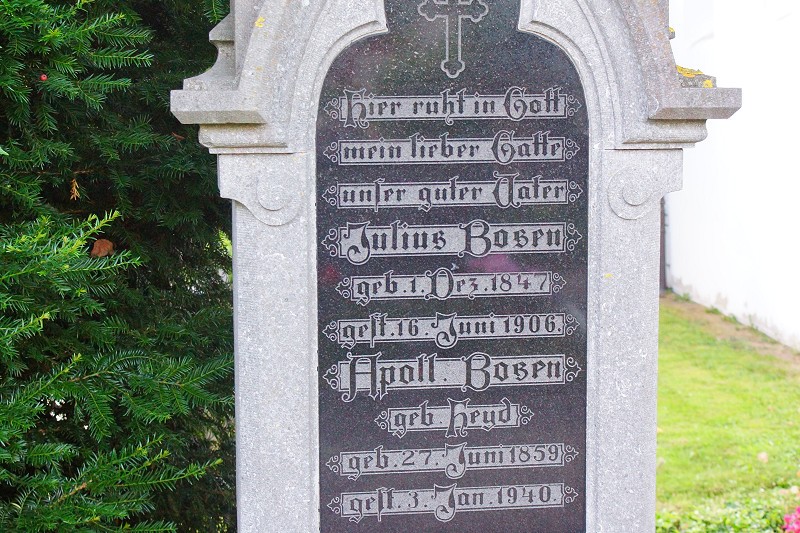 Hier ruht in Gott
mein lieber Gatte
unser guter Vater
Julius Bosen
geb. 1. Dez. 1847
gest. 16. Juni 1906.
Apoll. Bosen
geb. Heyd
geb. 27. Juni 1859
gest. 3. Jan. 1940.